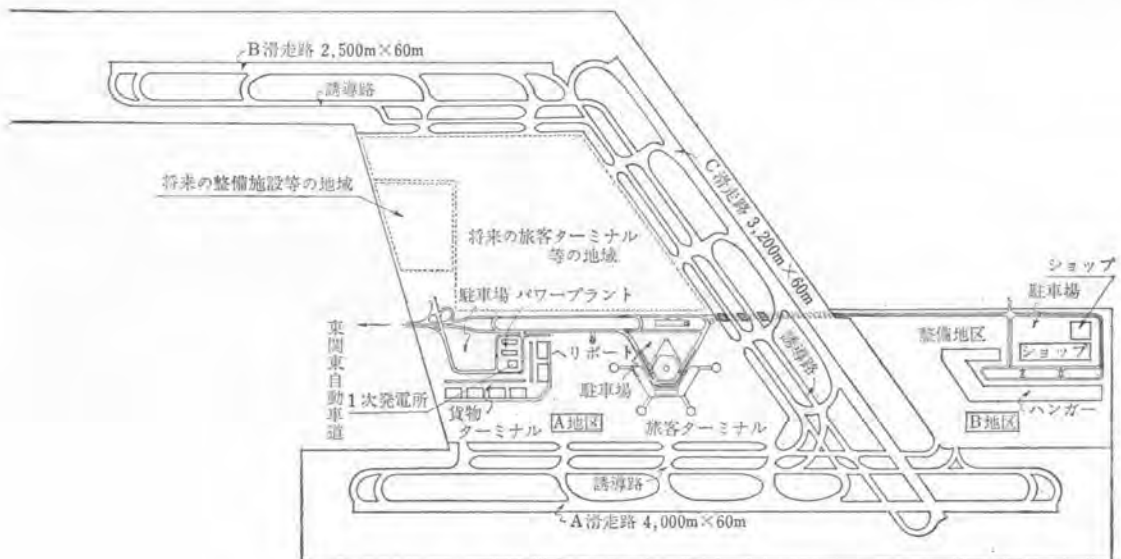 B滑走路 2,500m×60m
誘導路
C滑走路 3,200m×60m
将来の整備施設等の地域
将来の旅客ターミナル
等の地域
ショップ
駐車場
駐車場 パワープラント
東関東自動車道
ヘリポート
誘導路
整備地区
ショップ
駐車場
1次発電所
貨物
ターミナル
A地区
旅客ターミナル
ハンガー
B地区
誘導路
A滑走路 4,000m×60m